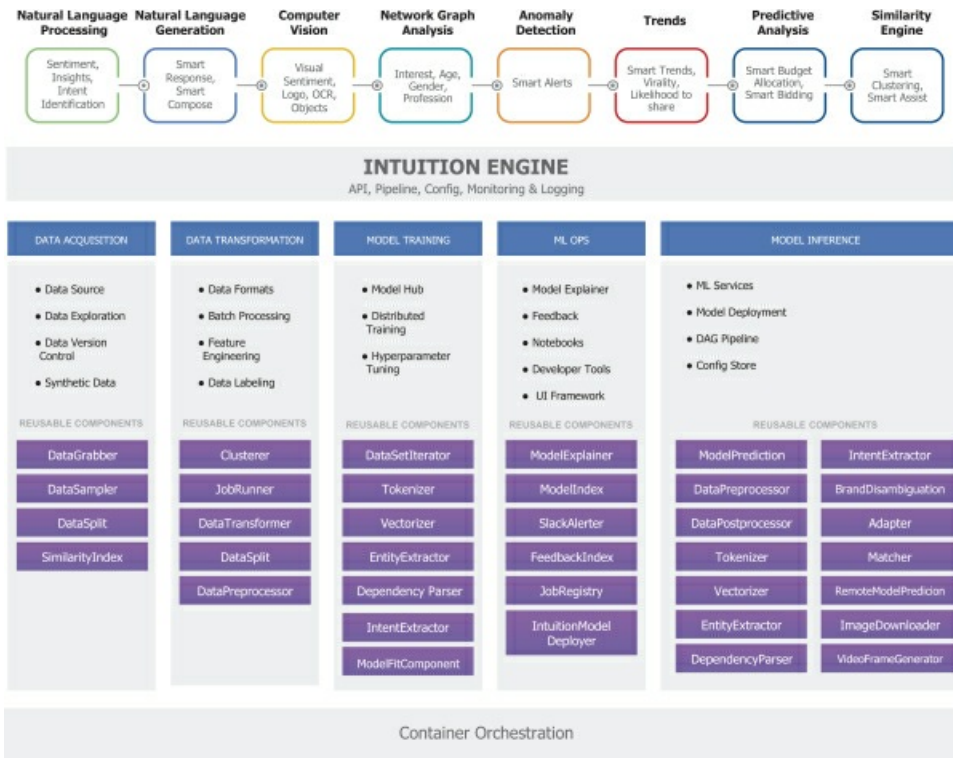 Natural Language Processing
Natural Language Generation
Computer Vision
Network Graph Analysis
Anomaly Detection
Trends
Predictive Analysis
Similarity Engine
Sentiment,
Insights,
Intent
Identification
Smart
Response,
Smart
Compose
Visual
Sentiment,
Logo, OCR,
Objects
Interest, Age,
Gender,
Profession
Smart Alerts
Smart Trends,
Virality,
Likelihood to
share
Smart Budget
Allocation,
Smart Bidding
Smart
Clustering,
Smart Assist
INTUITION ENGINE
API, Pipeline, Config, Monitoring & Logging
DATA ACQUISITION
• Data Source
• Data Exploration
• Data Version
Control
• Synthetic Data
REUSABLE COMPONENTS
DataGrabber
DataSampler
DataSplit
SimilarityIndex
DATA TRANSFORMATION
• Data Formats
• Batch Processing
• Feature
Engineering
• Data Labeling
REUSABLE COMPONENTS
Clusterer
JobRunner
DataTransformer
DataSplit
DataPreprocessor
MODEL TRAINING
• Model Hub
• Distributed
Training
• Hyperparameter
Tuning
REUSABLE COMPONENTS
DataSetIterator
Tokenizer
Vectorizer
EntityExtractor
Dependency Parser
IntentExtractor
ModelFitComponent
ML OPS
• Model Explainer
• Feedback
• Notebooks
• Developer Tools
• UI Framework
REUSABLE COMPONENTS
ModelExplainer
ModelIndex
SlackAlerter
FeedbackIndex
JobRegistry
IntuitionModel
Deployer
MODEL INFERENCE
• ML Services
• Model Deployment
• DAG Pipeline
• Config Store
REUSABLE COMPONENTS
ModelPrediction
DataPreprocessor
DataPostprocessor
Tokenizer
Vectorizer
EntityExtractor
DependencyParser
IntentExtractor
BrandDisambiguation
Adapter
Matcher
RemoteModelPredicion
ImageDownloader
VideoFrameGenerator
Container Orchestration